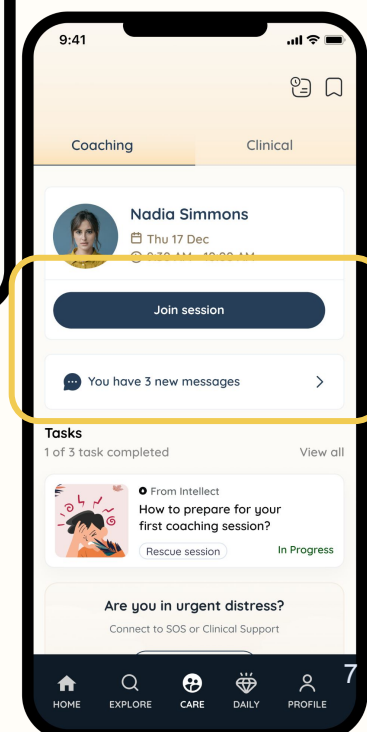 9:41
Coaching
Clinical
Nadia Simmons
Thu 17 Dec
Join session
You have 3 new messages
Tasks
1 of 3 task completed
View all
From Intellect
How to prepare for your
first coaching session?
Rescue session
In Progress
Are you in urgent distress?
Connect to SOS or Clinical Support
HOME
EXPLORE
CARE
DAILY
PROFILE
7